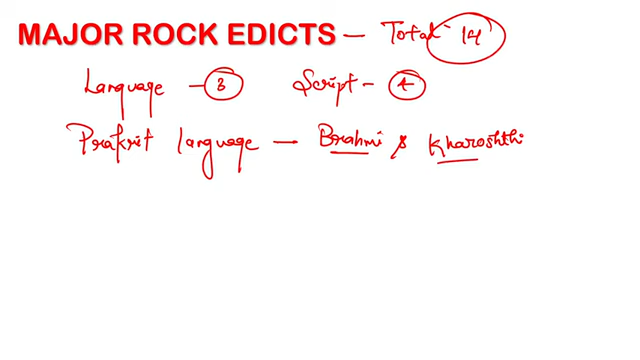 MAJOR ROCK EDICTS – Total 14
Language – 3 Script – 4
Prakrit language – Brahmi & Kharoshthi